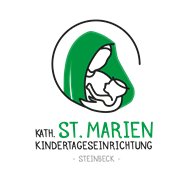 KATH. ST. MARIEN
KINDERTAGESEINRICHTUNG
· STEINBECK ·